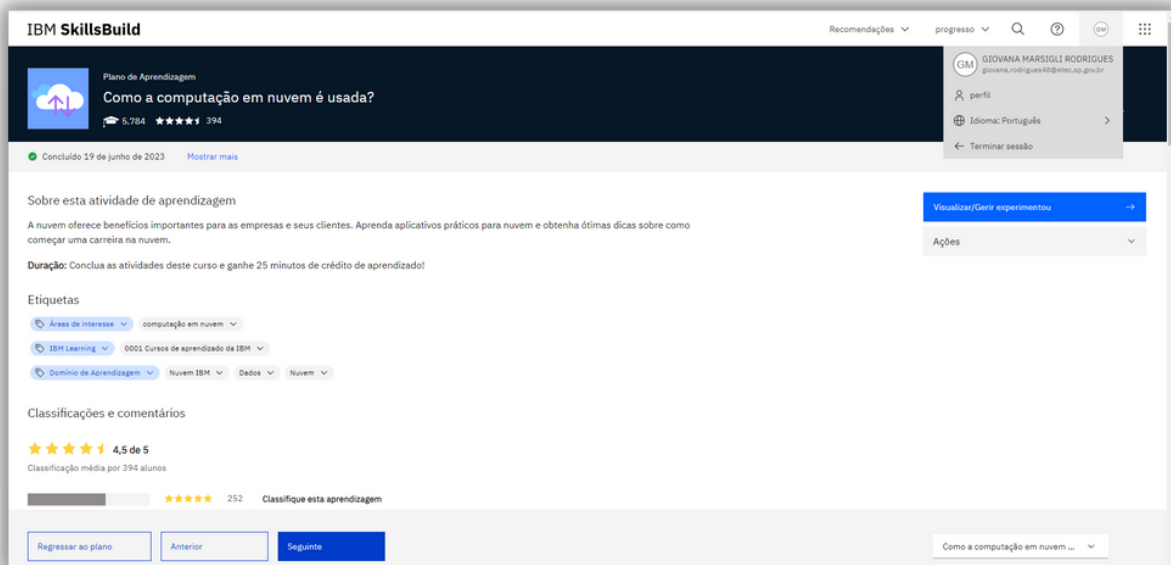 IBM SkillsBuild
Recomendações
progresso
GM
Plano de Aprendizagem
Como a computação em nuvem é usada?
5.784
394
GM
GIOVANA MARSIGLI RODRIGUES
giovana.rodrigues48@etec.sp.gov.br
perfil
Idioma: Português
Terminar sessão
Concluído 19 de junho de 2023
Mostrar mais
Sobre esta atividade de aprendizagem
A nuvem oferece benefícios importantes para as empresas e seus clientes. Aprenda aplicativos práticos para nuvem e obtenha ótimas dicas sobre como
começar uma carreira na nuvem.
Duração: Conclua as atividades deste curso e ganhe 25 minutos de crédito de aprendizado!
Visualizar/Gerir experimentou
Ações
Etiquetas
Áreas de interesse
computação em nuvem
IBM Learning
0001 Cursos de aprendizado da IBM
Domínio de Aprendizagem
Nuvem IBM
Dados
Nuvem
Classificações e comentários
4,5 de 5
Classificação média por 394 alunos
252
Classifique esta aprendizagem
Regressar ao plano
Anterior
Seguinte
Como a computação em nuvem ...